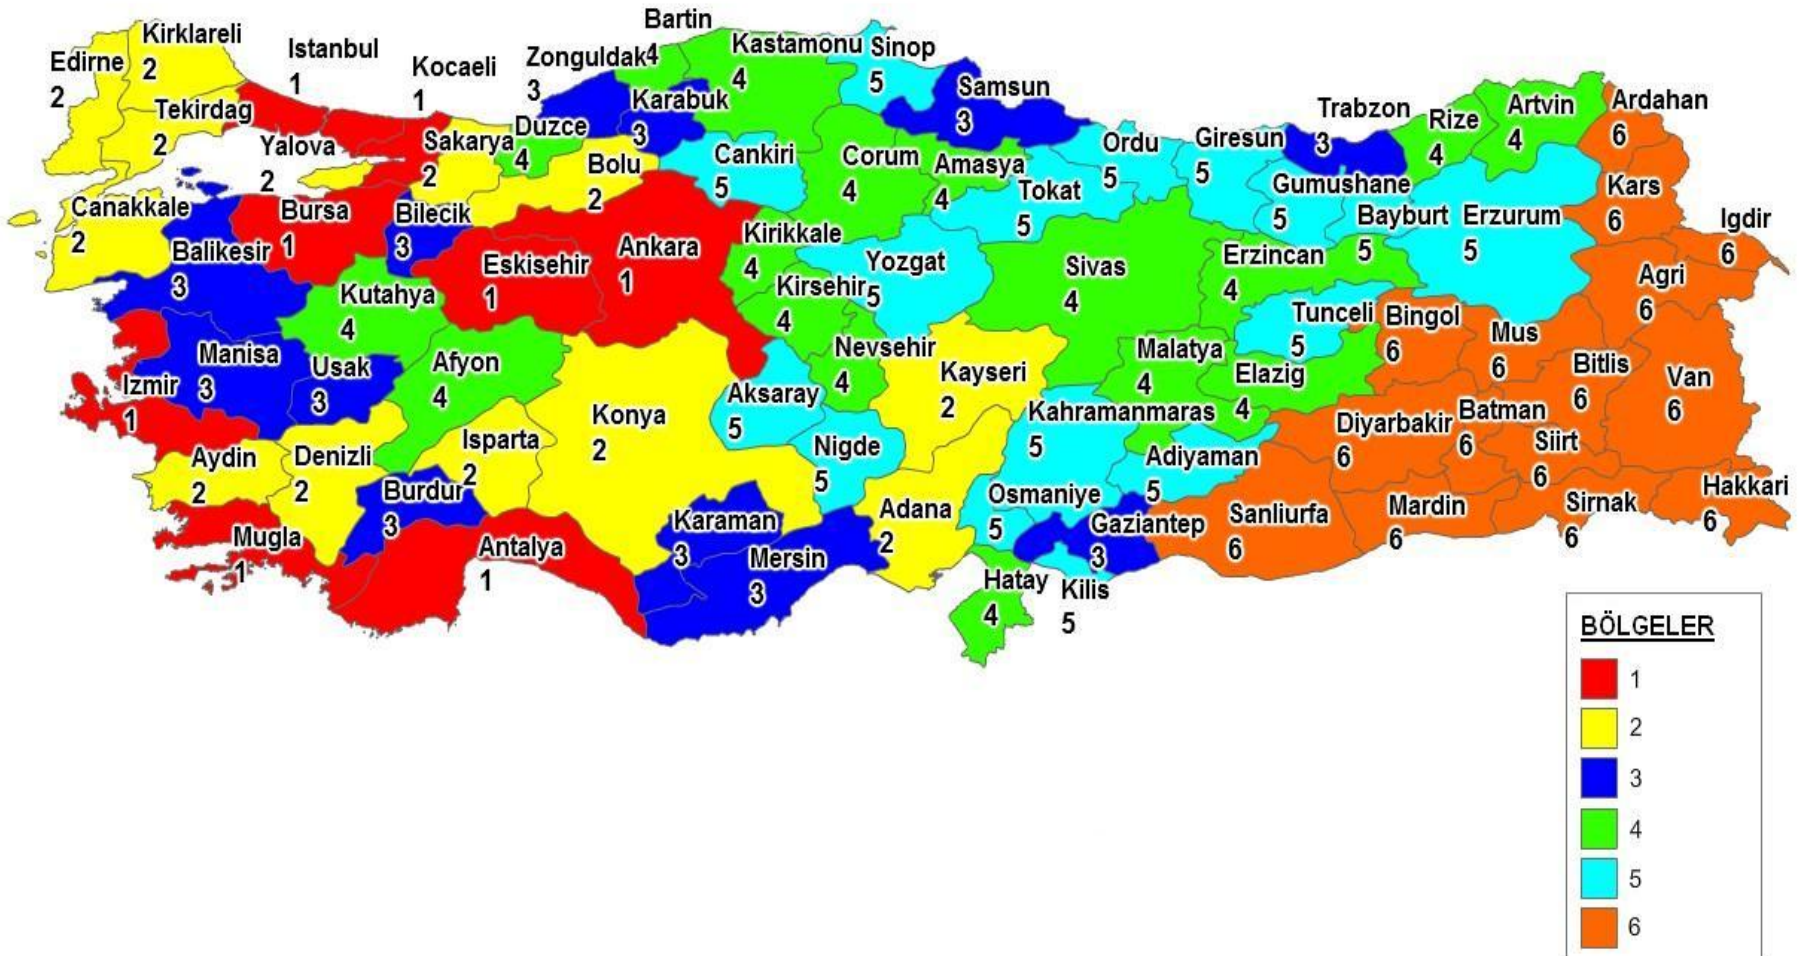 Bartin
4
Kirklareli
2
Istanbul
1
Kastamonu
4
Sinop
5
Edirne
2
Kocaeli
1
Zonguldak
3
Samsun
3
Karabuk
3
Tekirdag
2
Duzce
4
Trabzon
3
Rize
4
Artvin
4
Ardahan
6
Yalova
2
Sakarya
2
Bolu
2
Cankiri
5
Corum
4
Amasya
4
Ordu
5
Giresun
5
Tokat
5
Gumushane
5
Bayburt
5
Erzurum
5
Kars
6
Igdir
6
Canakkale
2
Bursa
1
Bilecik
3
Balikesir
3
Eskisehir
1
Ankara
1
Kirikkale
4
Yozgat
5
Sivas
4
Erzincan
4
Agri
6
Kutahya
4
Kirsehir
4
Tunceli
5
Bingol
6
Mus
6
Manisa
3
Usak
3
Afyon
4
Nevsehir
4
Kayseri
2
Malatya
4
Elazig
4
Bitlis
6
Van
6
Izmir
1
Konya
2
Aksaray
5
Kahramanmaras
5
Diyarbakir
6
Batman
6
Siirt
6
Aydin
2
Denizli
2
Isparta
2
Nigde
5
Adiyaman
5
Burdur
3
Osmaniye
5
Adana
2
Gaziantep
3
Sanliurfa
6
Mardin
6
Sirnak
6
Hakkari
6
Mugla
1
Antalya
1
Karaman
3
Mersin
3
Hatay
4
Kilis
5
BÖLGELER
1
2
3
4
5
6